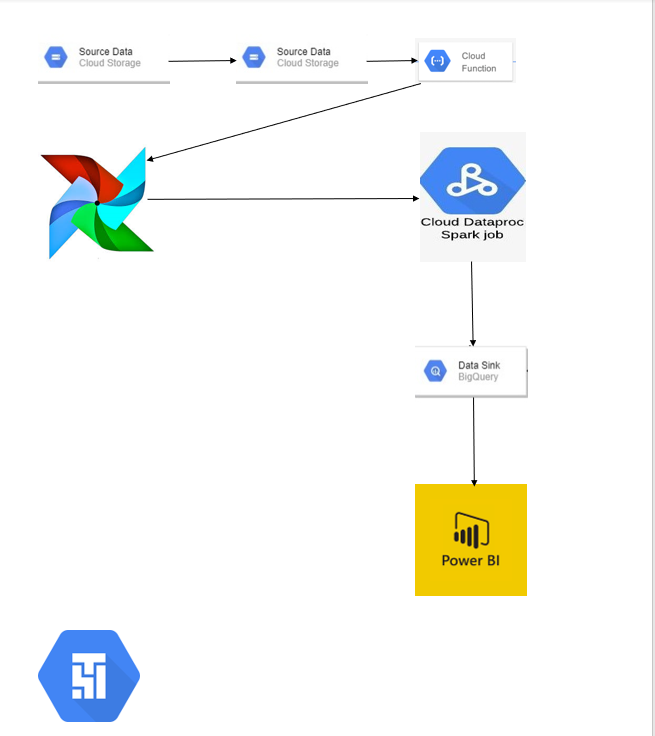 Source Data
Cloud Storage
Source Data
Cloud Storage
Cloud
Function
Cloud Dataproc
Spark job
Data Sink
BigQuery
Power BI